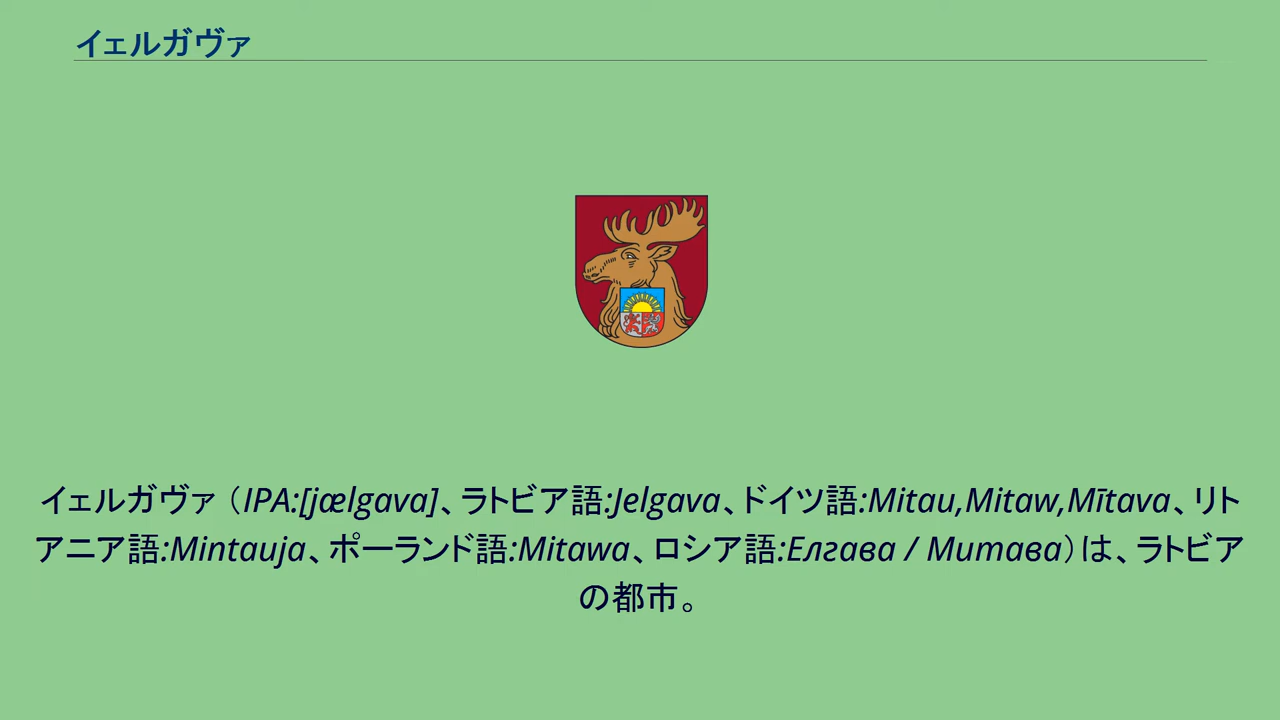 イェルガヴァ
イェルガヴァ（IPA:[jælgava]、ラトビア語:Jelgava、ドイツ語:Mitau,Mitaw,Mītava、リト
アニア語:Mintauja、ポーランド語:Mitawa、ロシア語:Елгава / Митава）は、ラトビア
の都市。